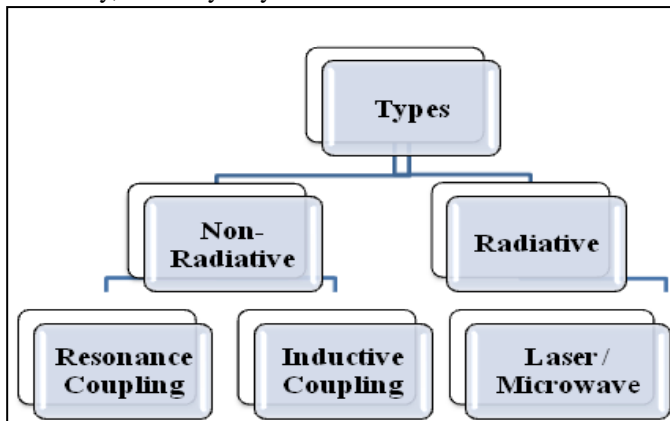 Types
Non-
Radiative
Radiative
Resonance
Coupling
Inductive
Coupling
Laser /
Microwave